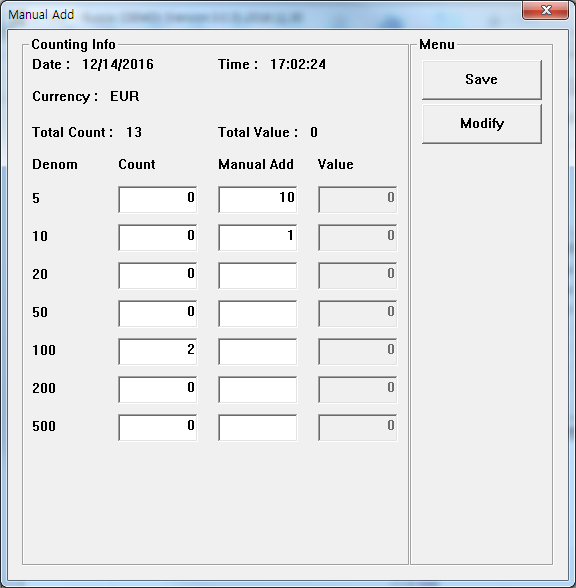 Manual Add
Counting Info
Menu
Date : 12/14/2016 Time : 17:02:24
Save
Currency : EUR
Modify
Total Count : 13 Total Value : 0
Denom Count Manual Add Value
5 0 10 0
10 0 1 0
20 0 0
50 0 0
100 2 0
200 0 0
500 0 0